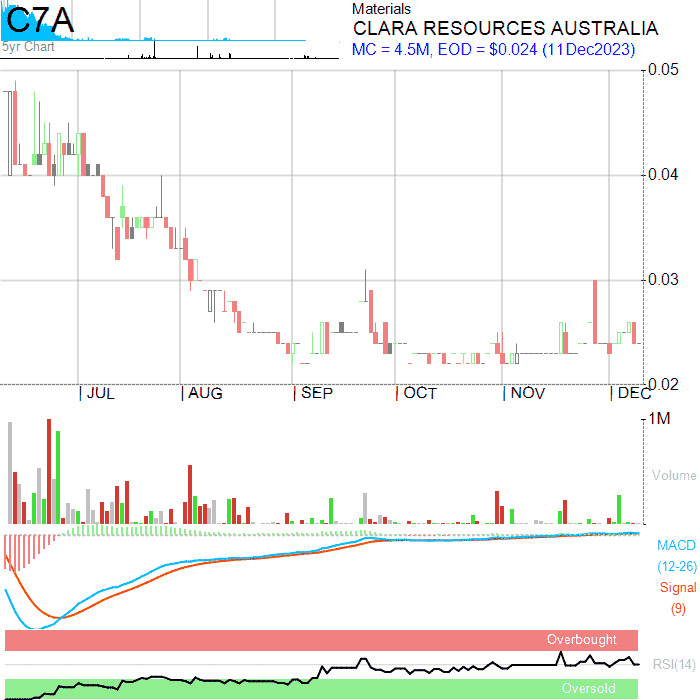 C7A
5yr Chart
Materials
CLARA RESOURCES AUSTRALIA
MC = 4.5M, EOD = $0.024 (11Dec2023)
0.05
0.04
0.03
0.02
JUL AUG SEP OCT NOV DEC
1M
Volume
MACD
(12-26)
Signal
(9)
Overbought
RSI(14)
Oversold